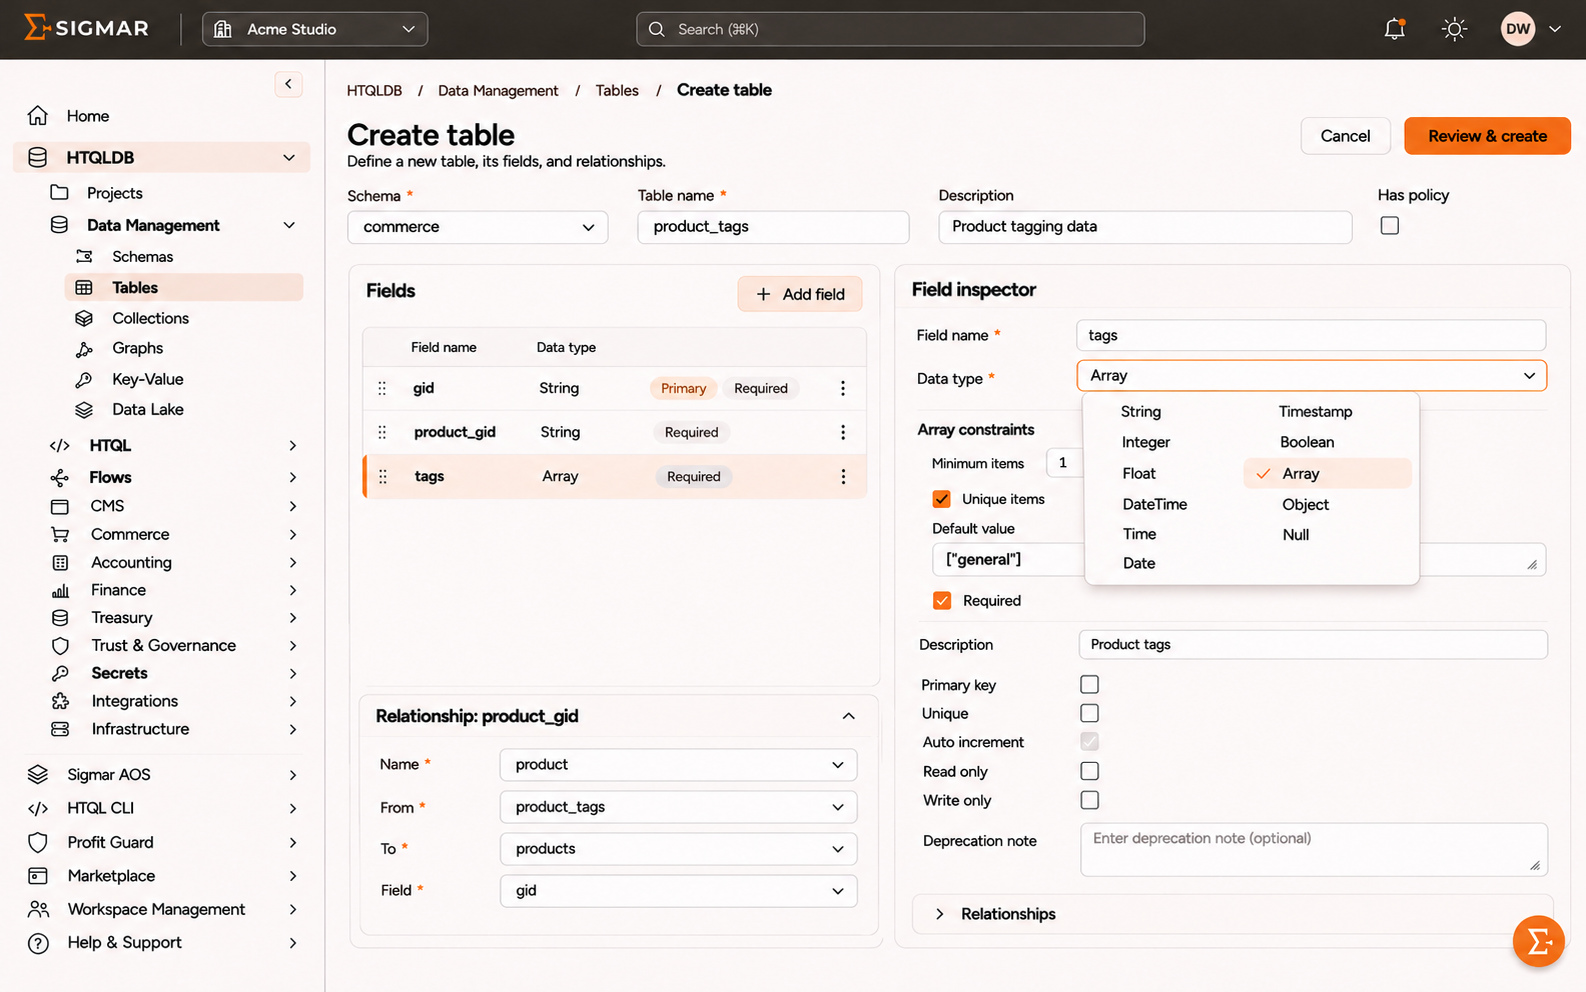 SIGMAR
Acme Studio
Search (⌘K)
DW
Home
HTQLDB
Projects
Data Management
Schemas
Tables
Collections
Graphs
Key-Value
Data Lake
HTQL
Flows
CMS
Commerce
Accounting
Finance
Treasury
Trust & Governance
Secrets
Integrations
Infrastructure
Sigmar AOS
HTQL CLI
Profit Guard
Marketplace
Workspace Management
Help & Support
HTQLDB / Data Management / Tables / Create table
Create table
Define a new table, its fields, and relationships.
Cancel
Review & create
Schema *
commerce
Table name *
product_tags
Description
Product tagging data
Has policy
Fields
+ Add field
Field name Data type
gid String Primary Required
product_gid String Required
tags Array Required
Relationship: product_gid
Name * product
From * product_tags
To * products
Field * gid
Field inspector
Field name * tags
Data type * Array
String Timestamp
Integer Boolean
Float Array
DateTime Object
Time Null
Date
Array constraints
Minimum items 1
Unique items
Default value
["general"]
Required
Description Product tags
Primary key
Unique
Auto increment
Read only
Write only
Deprecation note Enter deprecation note (optional)
Relationships